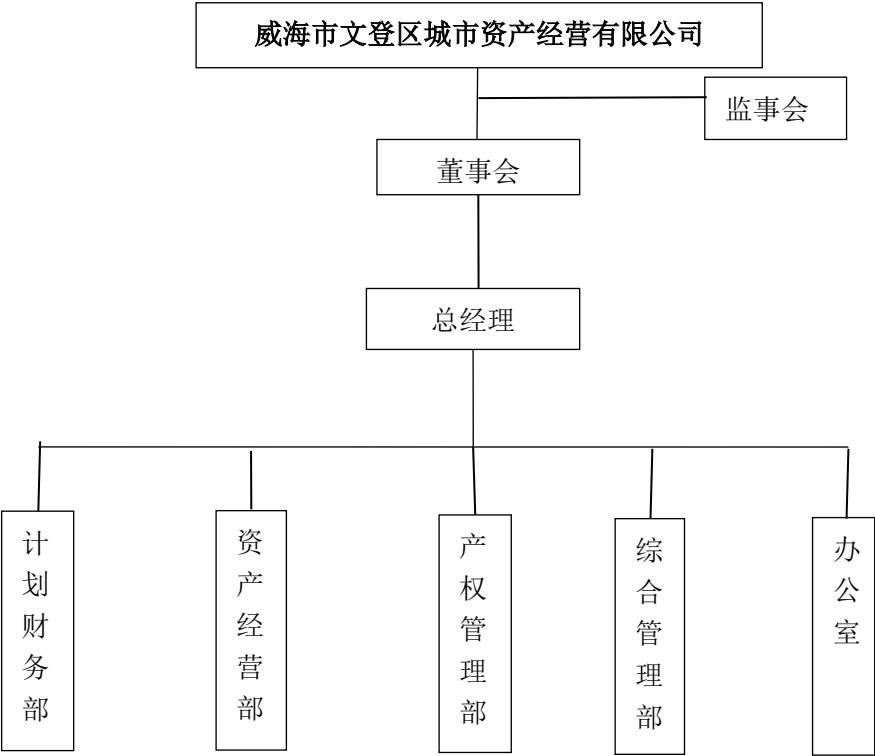 威海市文登区城市资产经营有限公司
监事会
董事会
总经理
计划财务部
资产经营部
产权管理部
综合管理部
办公室